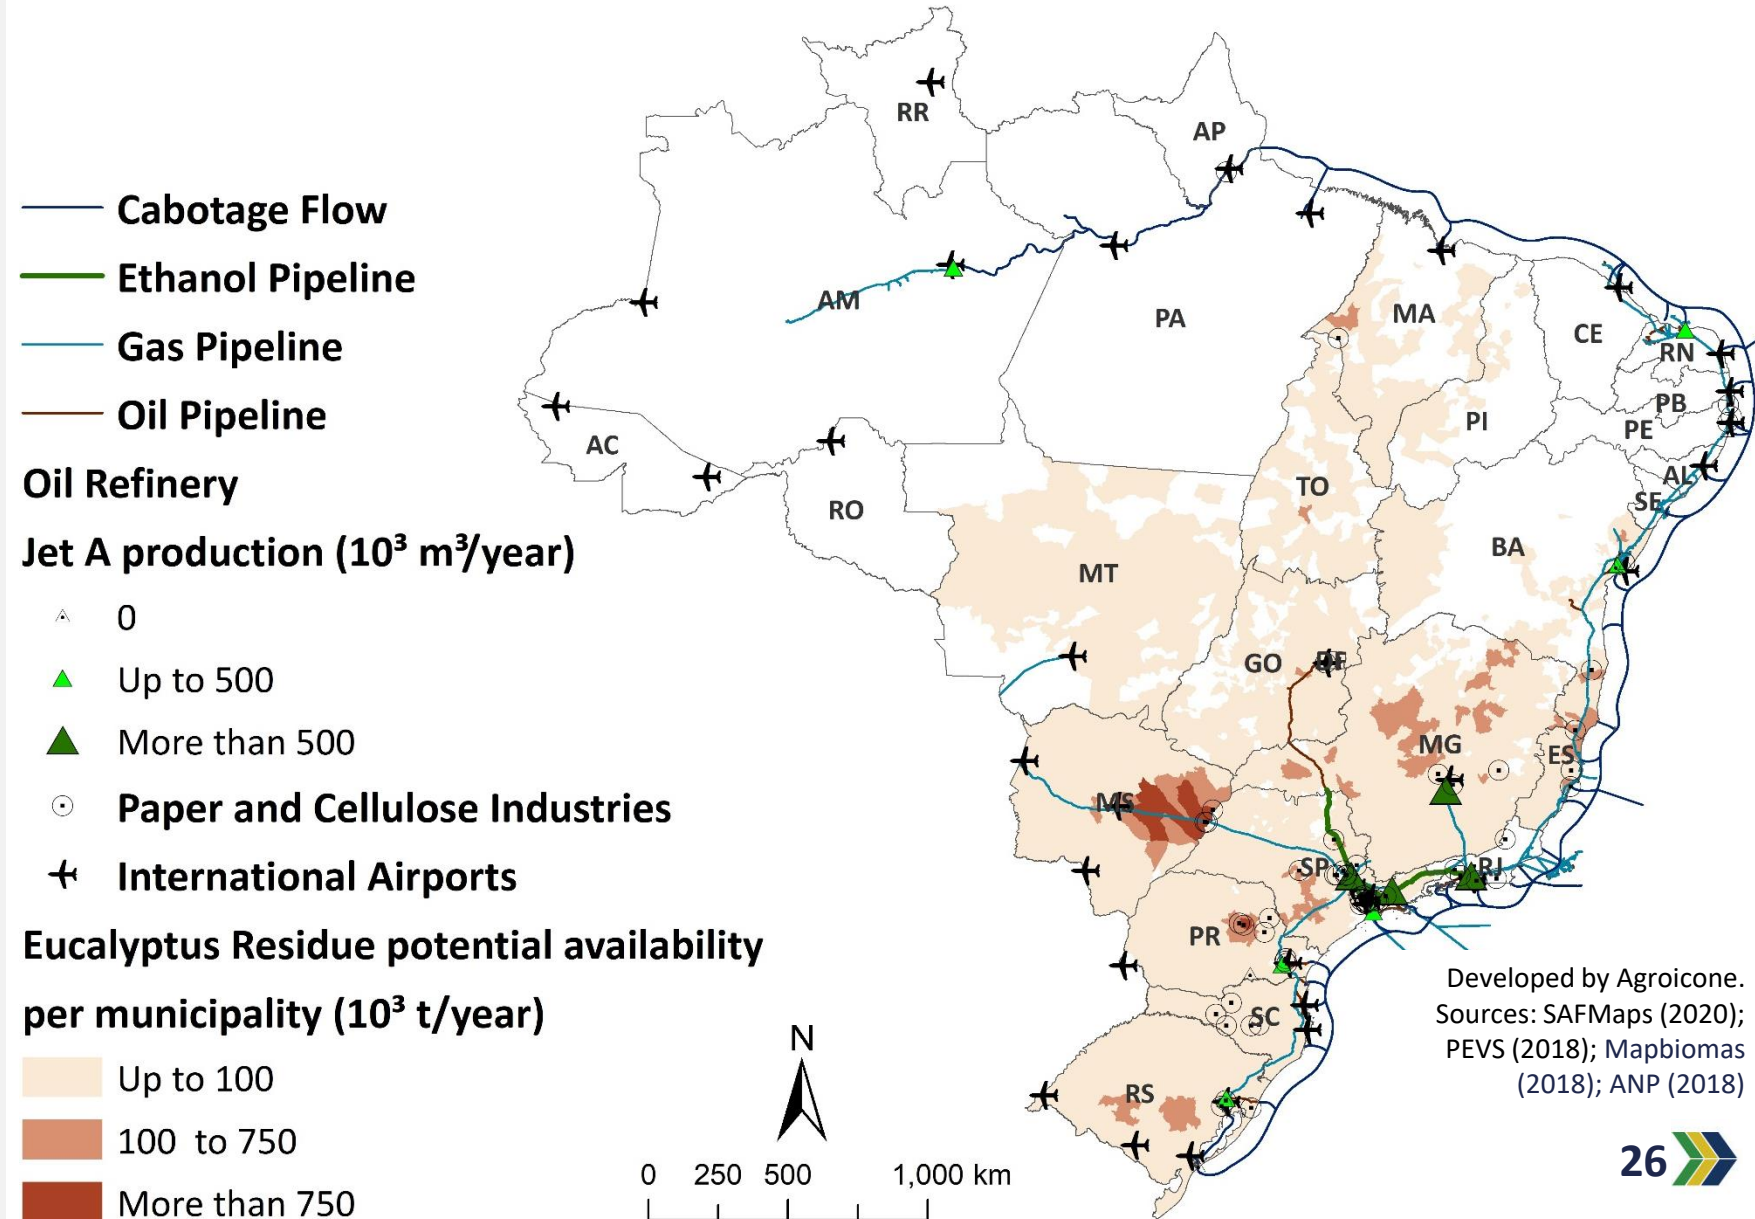 Cabotage Flow
Ethanol Pipeline
Gas Pipeline
Oil Pipeline
Oil Refinery
Jet A production (10³ m³/year)
0
Up to 500
More than 500
Paper and Cellulose Industries
International Airports
Eucalyptus Residue potential availability
per municipality (10³ t/year)
Up to 100
100 to 750
More than 750
RR
AP
AM
PA
MA
CE
RN
PB
PE
PI
AL
SE
AC
RO
TO
BA
MT
GO
DF
MG
ES
MS
SP
RJ
PR
SC
RS
N
0 250 500 1,000 km
Developed by Agroicone.
Sources: SAFMaps (2020);
PEVS (2018); Mapbiomas
(2018); ANP (2018)
26